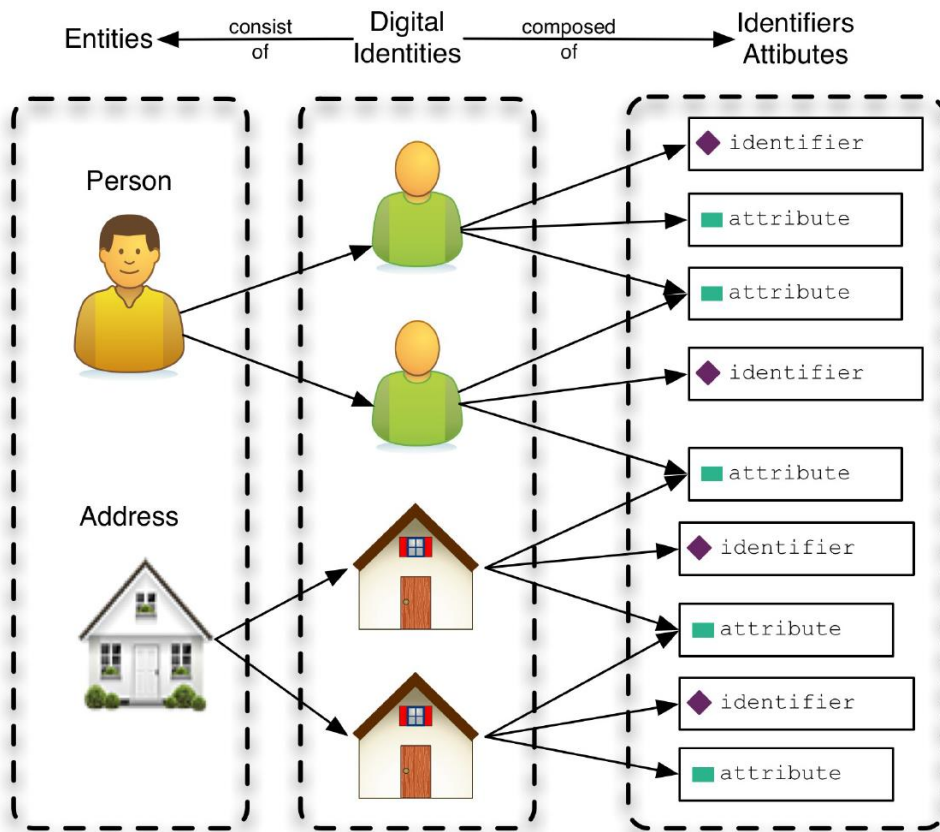 Entities
consist
of
Digital
Identities
composed
of
Identifiers
Attibutes
Person
Address
identifier
attribute
attribute
identifier
attribute
identifier
attribute
identifier
attribute